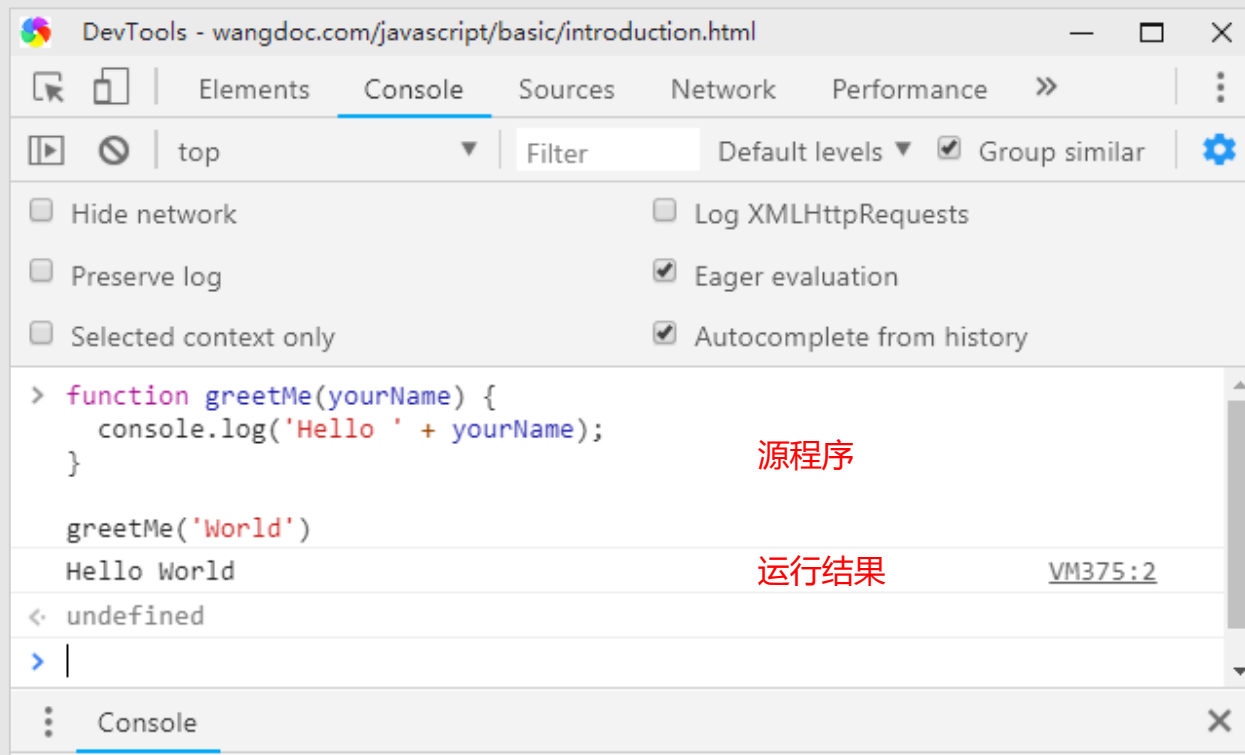 DevTools - wangdoc.com/javascript/basic/introduction.html
Elements Console Sources Network Performance »
top Filter Default levels Group similar
Hide network Log XMLHttpRequests
Preserve log Eager evaluation
Selected context only Autocomplete from history
> function greetMe(yourName) {
console.log('Hello ' + yourName);
}
源程序
greetMe('World')
Hello World 运行结果 VM375:2
undefined
>
Console